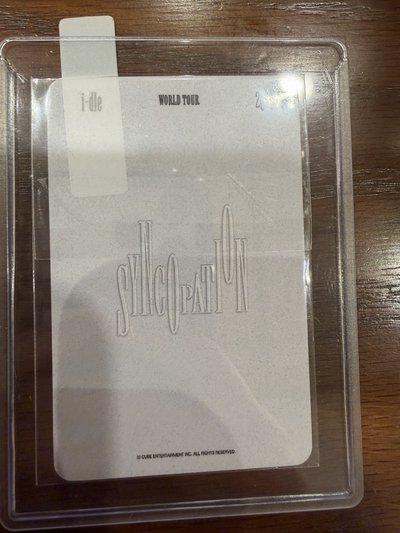 i-dle WORLD TOUR
SYNCOPATION
© CUBE ENTERTAINMENT INC. ALL RIGHTS RESERVED.